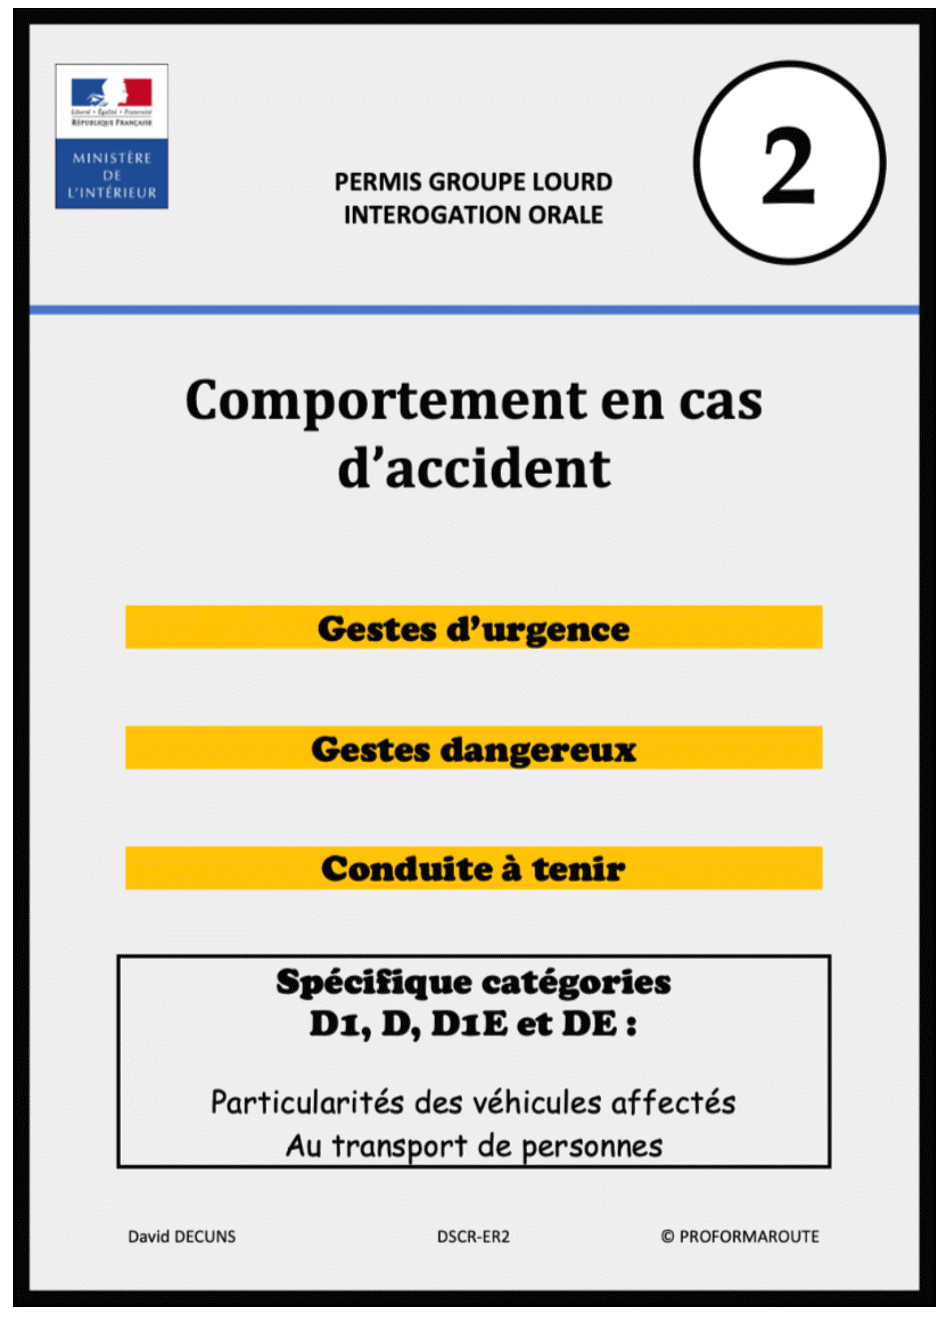 Liberté • Égalité • Fraternité
RÉPUBLIQUE FRANÇAISE
MINISTÈRE
DE
L'INTÉRIEUR
2
PERMIS GROUPE LOURD
INTEROGATION ORALE
Comportement en cas
d'accident
Gestes d'urgence
Gestes dangereux
Conduite à tenir
Spécifique catégories
D1, D, D1E et DE :
Particularités des véhicules affectés
Au transport de personnes
David DECUNS
DSCR-ER2
© PROFORMAROUTE